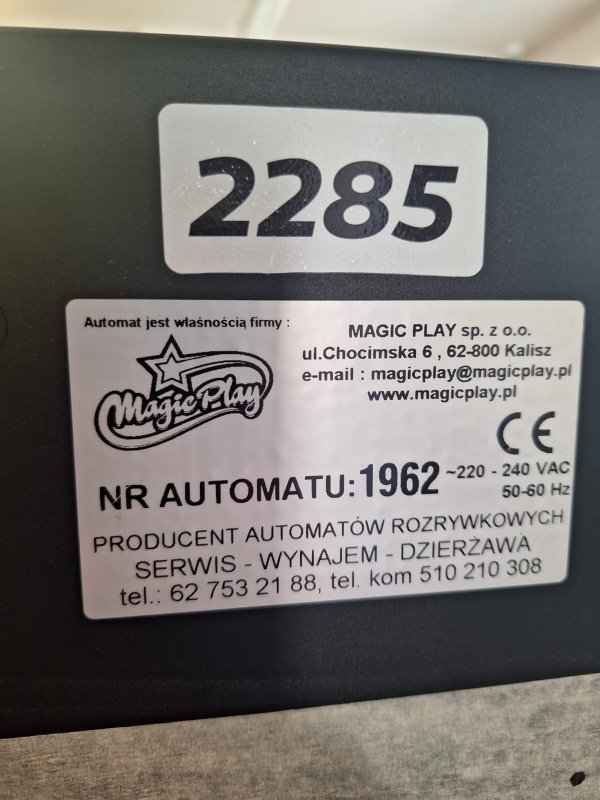 2285
Automat jest własnością firmy :
Magic Play
MAGIC PLAY sp. z o.o.
ul.Chocimska 6 , 62-800 Kalisz
e-mail : magicplay@magicplay.pl
www.magicplay.pl
CE
NR AUTOMATU: 1962 ~220 - 240 VAC
50-60 Hz
PRODUCENT AUTOMATÓW ROZRYWKOWYCH
SERWIS - WYNAJEM - DZIERŻAWA
tel.: 62 753 21 88, tel. kom 510 210 308